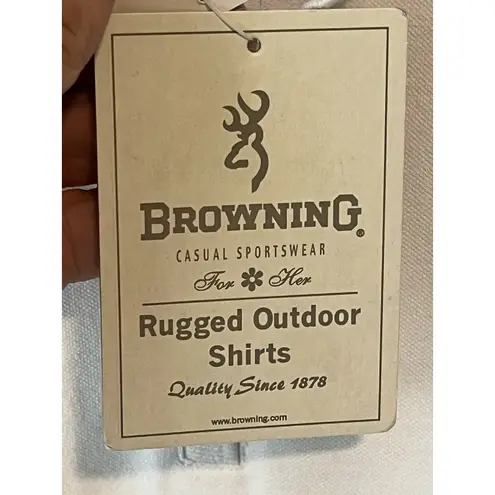 BROWNING®
CASUAL SPORTSWEAR
For Her
Rugged Outdoor
Shirts
Quality Since 1878
www.browning.com